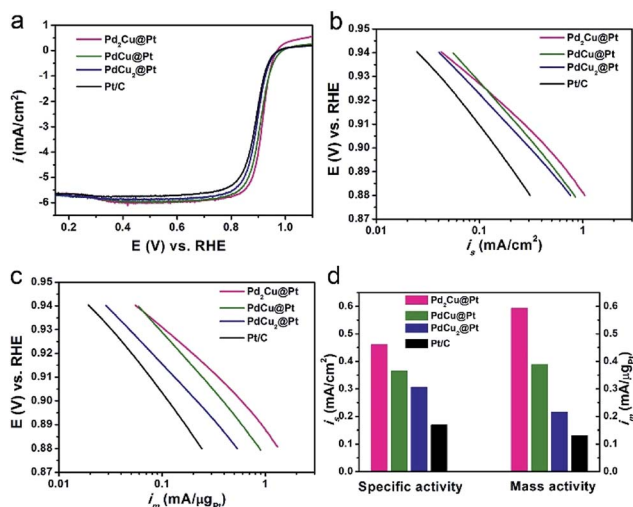 a
Pd₂Cu@Pt
PdCu@Pt
PdCu₂@Pt
Pt/C
i (mA/cm²)
1
0
-1
-2
-3
-4
-5
-6
0.2 0.4 0.6 0.8 1.0
E (V) vs. RHE
b
Pd₂Cu@Pt
PdCu@Pt
PdCu₂@Pt
Pt/C
E (V) vs. RHE
0.95
0.94
0.93
0.92
0.91
0.90
0.89
0.88
0.87
0.01 0.1 1
iₛ (mA/cm²)
c
Pd₂Cu@Pt
PdCu@Pt
PdCu₂@Pt
Pt/C
E (V) vs. RHE
0.95
0.94
0.93
0.92
0.91
0.90
0.89
0.88
0.87
0.1 1
iₘ (mA/μg_Pt)
d
Pd₂Cu@Pt
PdCu@Pt
PdCu₂@Pt
Pt/C
iₛ (mA/cm²)
0.6
0.5
0.4
0.3
0.2
0.1
0.0
Specific activity Mass activity
0.6
0.5
0.4
0.3
0.2
0.1
0.0
iₘ (mA/μg_Pt)